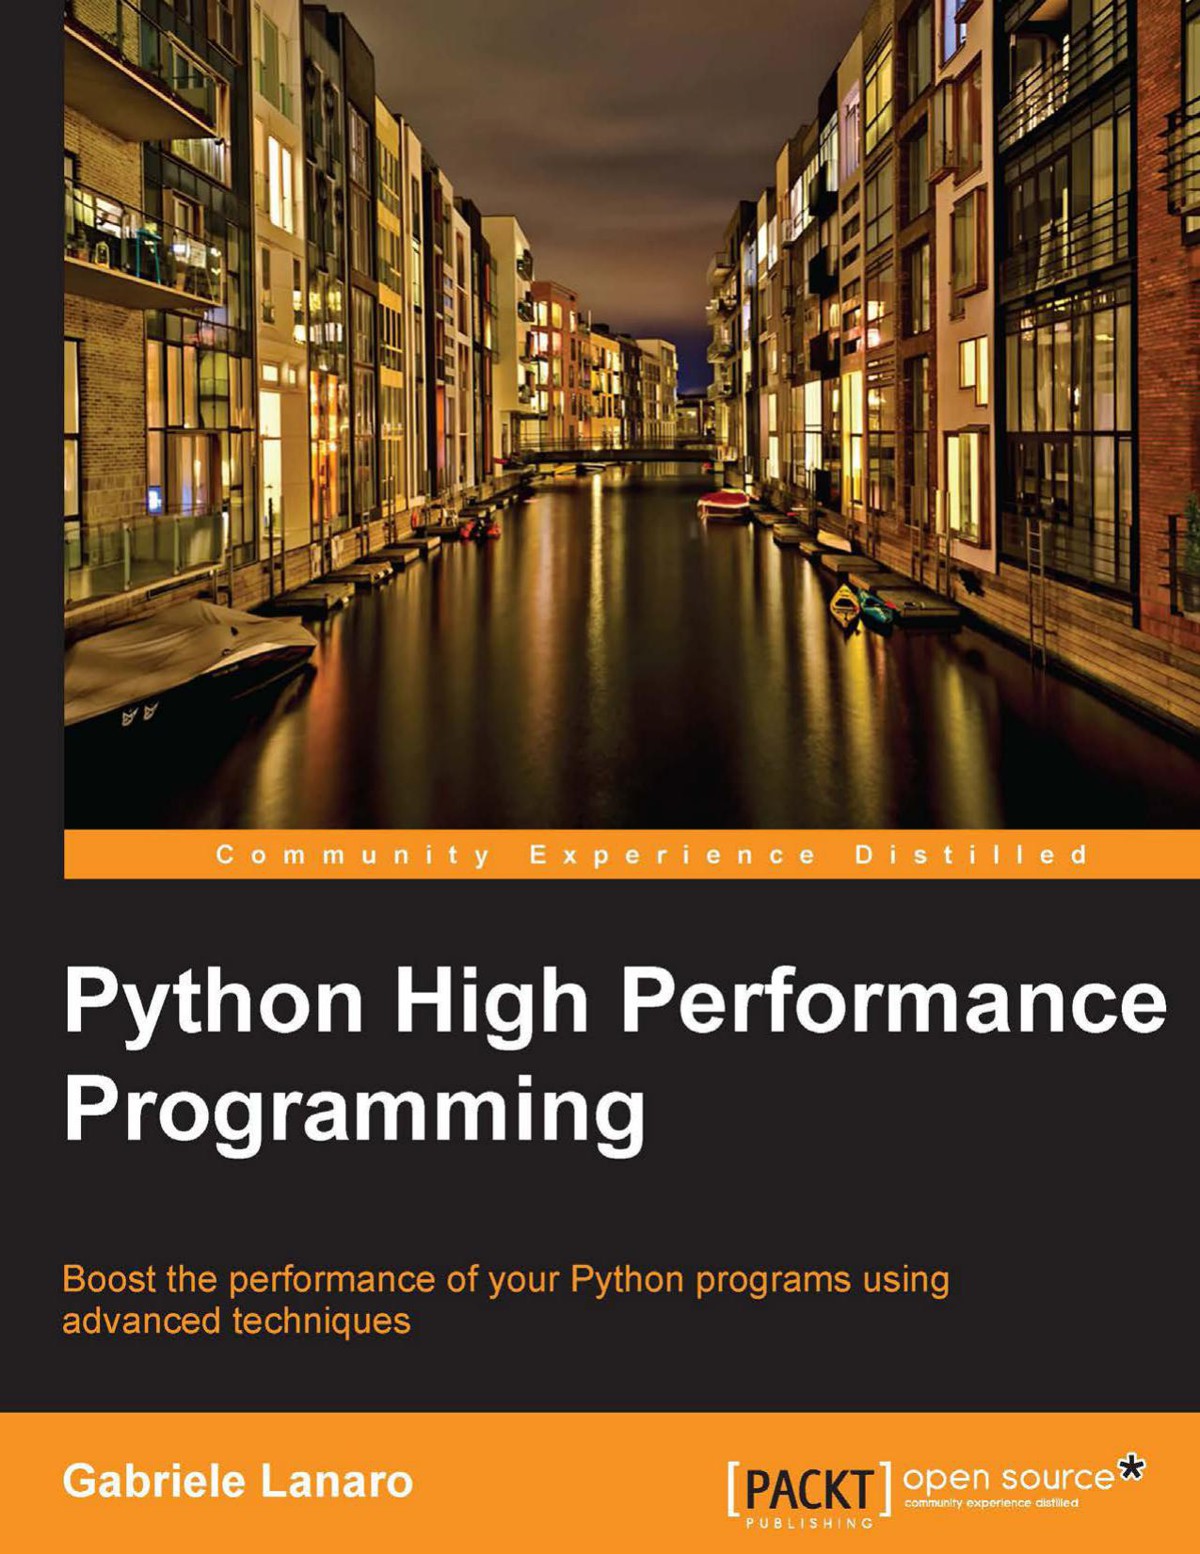 Community Experience Distilled
Python High Performance
Programming
Boost the performance of your Python programs using
advanced techniques
Gabriele Lanaro
[PACKT]
PUBLISHING
open source*
community experience distilled